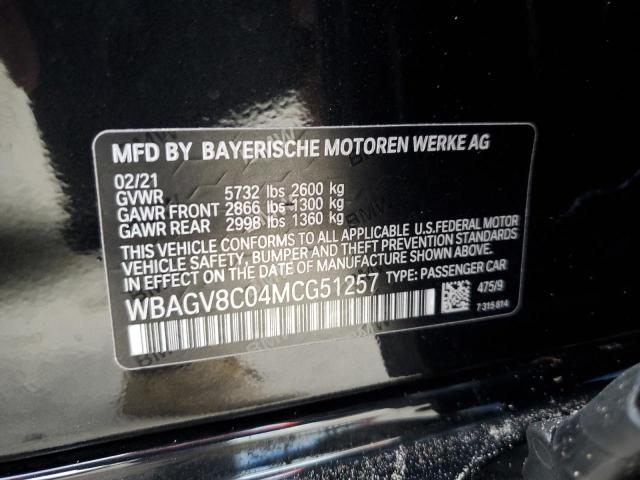 MFD BY BAYERISCHE MOTOREN WERKE AG
02/21
GVWR 5732 lbs 2600 kg
GAWR FRONT 2866 lbs 1300 kg
GAWR REAR 2998 lbs 1360 kg
THIS VEHICLE CONFORMS TO ALL APPLICABLE U.S. FEDERAL MOTOR
VEHICLE SAFETY, BUMPER AND THEFT PREVENTION STANDARDS
IN EFFECT ON THE DATE OF MANUFACTURE SHOWN ABOVE.
WBAGV8C04MCG51257 TYPE: PASSENGER CAR
475/9
7 315 814